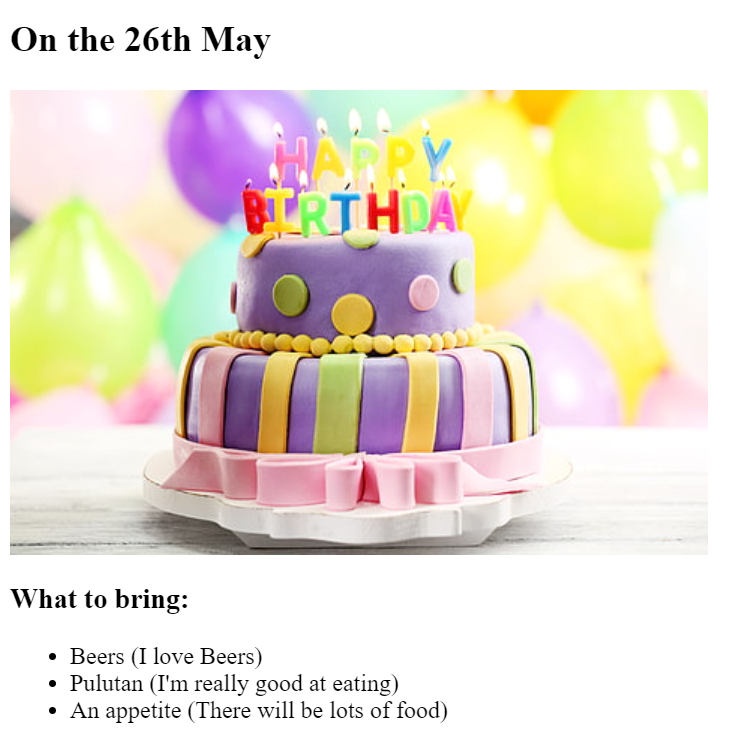 On the 26th May
HAPPY
BIRTHDAY
What to bring:
Beers (I love Beers)
Pulutan (I'm really good at eating)
An appetite (There will be lots of food)